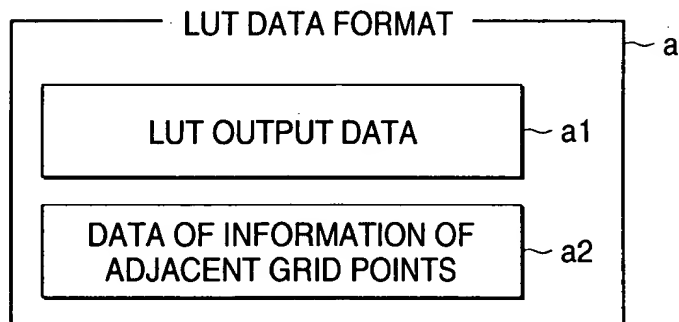 LUT DATA FORMAT
a
LUT OUTPUT DATA
a1
DATA OF INFORMATION OF
ADJACENT GRID POINTS
a2